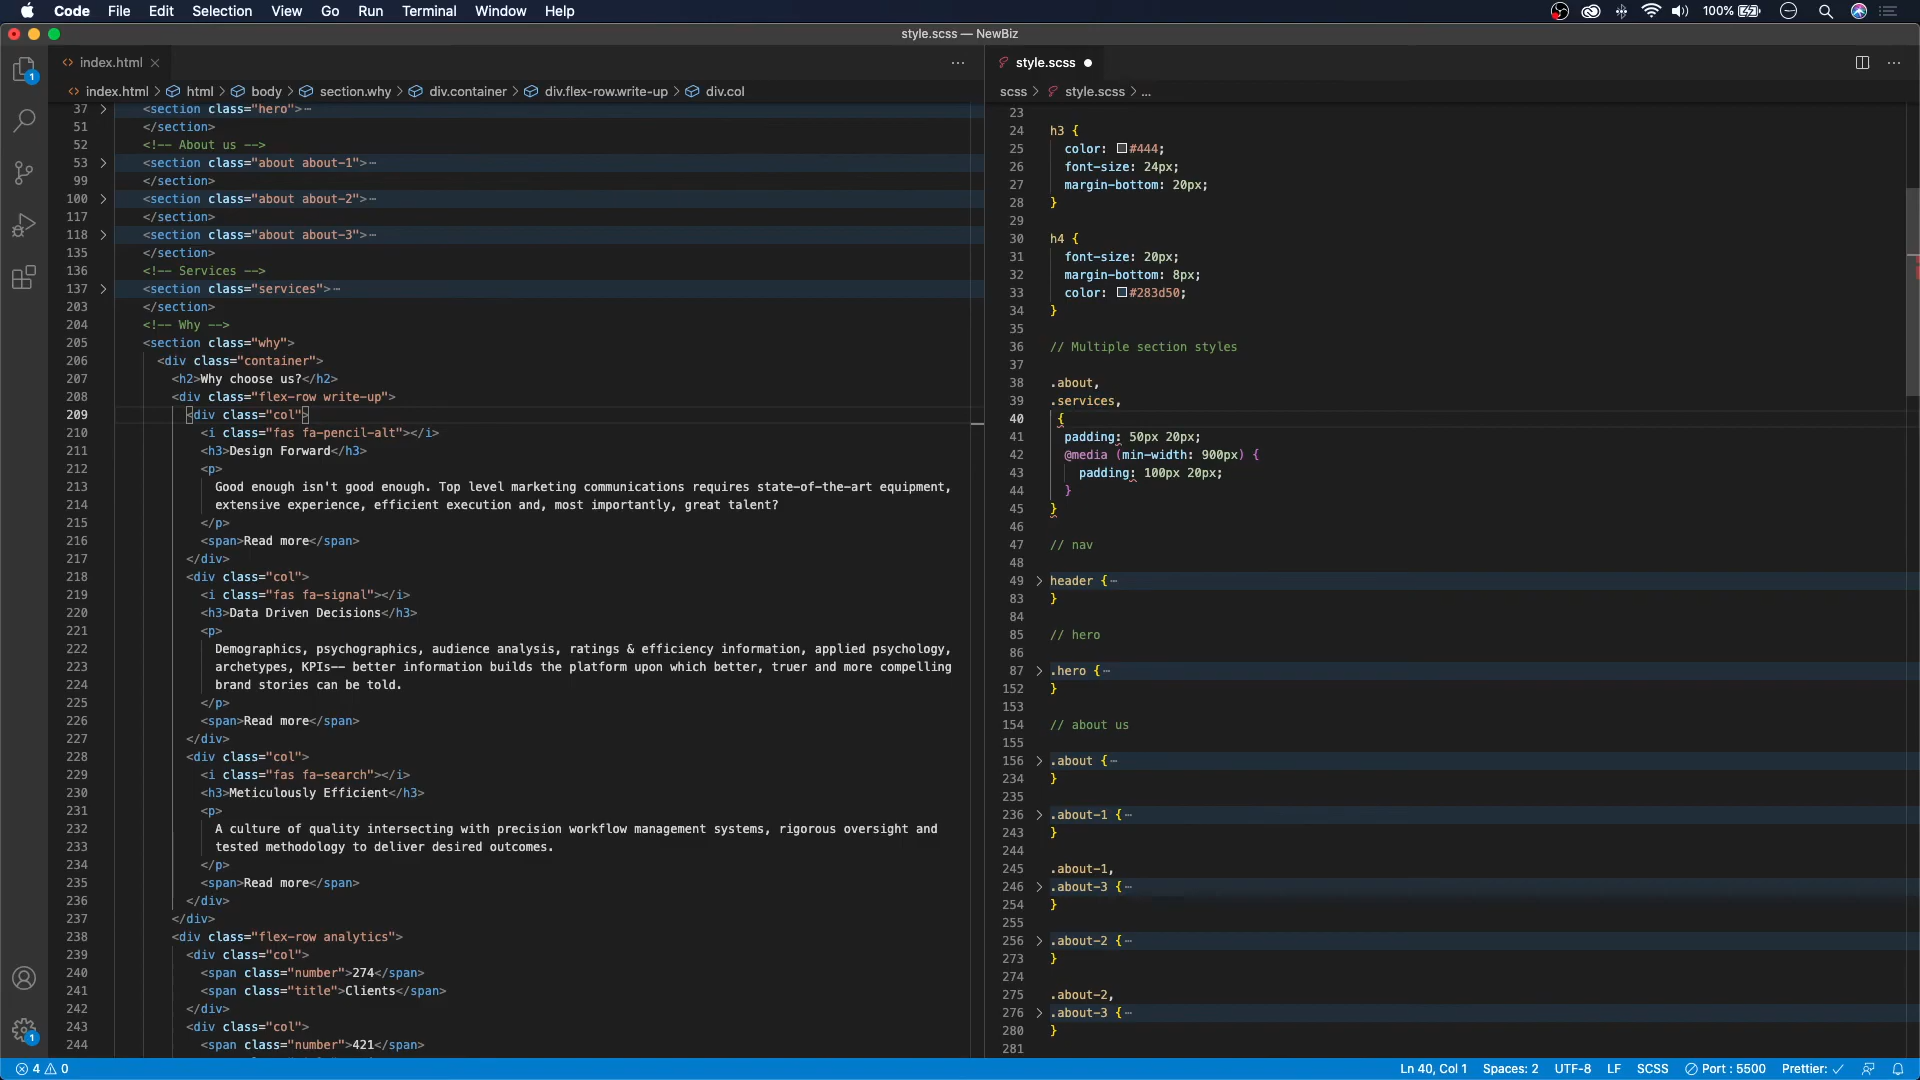 Code File Edit Selection View Go Run Terminal Window Help 100%
style.scss — NewBiz
index.html
index.html > html > body > section.why > div.container > div.flex-row.write-up > div.col
37 <section class="hero">
51 </section>
52 <!-- About us -->
53 <section class="about about-1">
99 </section>
100 <section class="about about-2">
117 </section>
118 <section class="about about-3">
135 </section>
136 <!-- Services -->
137 <section class="services">
203 </section>
204 <!-- Why -->
205 <section class="why">
206 <div class="container">
207 <h2>Why choose us?</h2>
208 <div class="flex-row write-up">
209 <div class="col">
210 <i class="fas fa-pencil-alt"></i>
211 <h3>Design Forward</h3>
212 <p>
213 Good enough isn't good enough. Top level marketing communications requires state-of-the-art equipment,
214 extensive experience, efficient execution and, most importantly, great talent?
215 </p>
216 <span>Read more</span>
217 </div>
218 <div class="col">
219 <i class="fas fa-signal"></i>
220 <h3>Data Driven Decisions</h3>
221 <p>
222 Demographics, psychographics, audience analysis, ratings & efficiency information, applied psychology,
223 archetypes, KPIs—— better information builds the platform upon which better, truer and more compelling
224 brand stories can be told.
225 </p>
226 <span>Read more</span>
227 </div>
228 <div class="col">
229 <i class="fas fa-search"></i>
230 <h3>Meticulously Efficient</h3>
231 <p>
232 A culture of quality intersecting with precision workflow management systems, rigorous oversight and
233 tested methodology to deliver desired outcomes.
234 </p>
235 <span>Read more</span>
236 </div>
237 </div>
238 <div class="flex-row analytics">
239 <div class="col">
240 <span class="number">274</span>
241 <span class="title">Clients</span>
242 </div>
243 <div class="col">
244 <span class="number">421</span>
style.scss
scss > style.scss > ...
23
24 h3 {
25 color: #444;
26 font-size: 24px;
27 margin-bottom: 20px;
28 }
29
30 h4 {
31 font-size: 20px;
32 margin-bottom: 8px;
33 color: #283d50;
34 }
35
36 // Multiple section styles
37
38 .about,
39 .services,
40 {
41 padding: 50px 20px;
42 @media (min-width: 900px) {
43 padding: 100px 20px;
44 }
45 }
46
47 // nav
48
49 header {
83 }
84
85 // hero
86
87 .hero {
152 }
153
154 // about us
155
156 .about {
234 }
235
236 .about-1 {
243 }
244
245 .about-1,
246 .about-3 {
254 }
255
256 .about-2 {
273 }
274
275 .about-2,
276 .about-3 {
280 }
281
1
1
4 0 Ln 40, Col 1 Spaces: 2 UTF-8 LF SCSS Port : 5500 Prettier: ✓